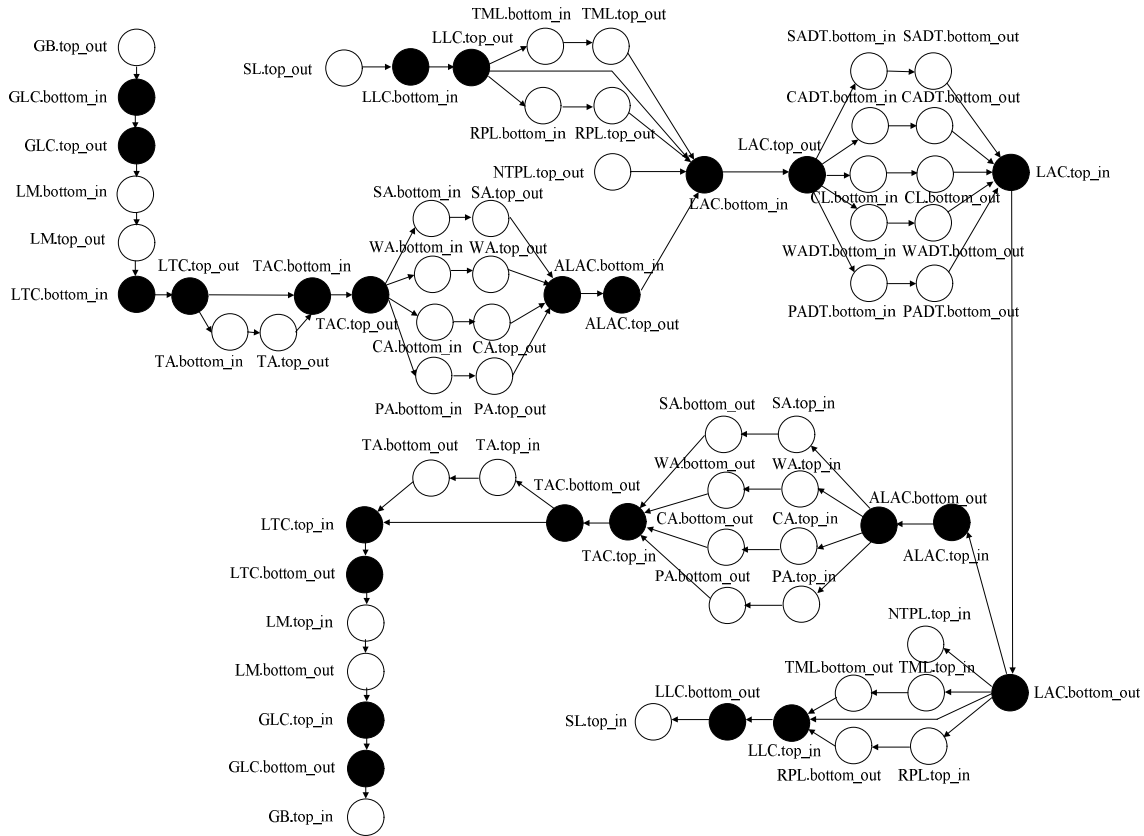 TML.bottom_in TML.top_out
GB.top_out
LLC.top_out
SADT.bottom_in SADT.bottom_out
SL.top_out
LLC.bottom_in
GLC.bottom_in
CADT.bottom_in CADT.bottom_out
RPL.bottom_in RPL.top_out
GLC.top_out
LAC.top_out
NTPL.top_out
LAC.top_in
LM.bottom_in
SA.bottom_in SA.top_out
CL.bottom_in CL.bottom_out
LAC.bottom_in
LM.top_out
WA.bottom_in WA.top_out
WADT.bottom_in WADT.bottom_out
LTC.top_out TAC.bottom_in
ALAC.bottom_in
LTC.bottom_in
PADT.bottom_in PADT.bottom_out
TAC.top_out
ALAC.top_out
CA.bottom_in CA.top_out
TA.bottom_in TA.top_out
PA.bottom_in PA.top_out
SA.bottom_out SA.top_in
TA.bottom_out TA.top_in
WA.bottom_out WA.top_in
TAC.bottom_out
ALAC.bottom_out
LTC.top_in
CA.bottom_out CA.top_in
TAC.top_in
ALAC.top_in
LTC.bottom_out
PA.bottom_out PA.top_in
NTPL.top_in
LM.top_in
TML.bottom_out TML.top_in
LM.bottom_out
LLC.bottom_out
LAC.bottom_out
GLC.top_in
SL.top_in
LLC.top_in
GLC.bottom_out
RPL.bottom_out RPL.top_in
GB.top_in